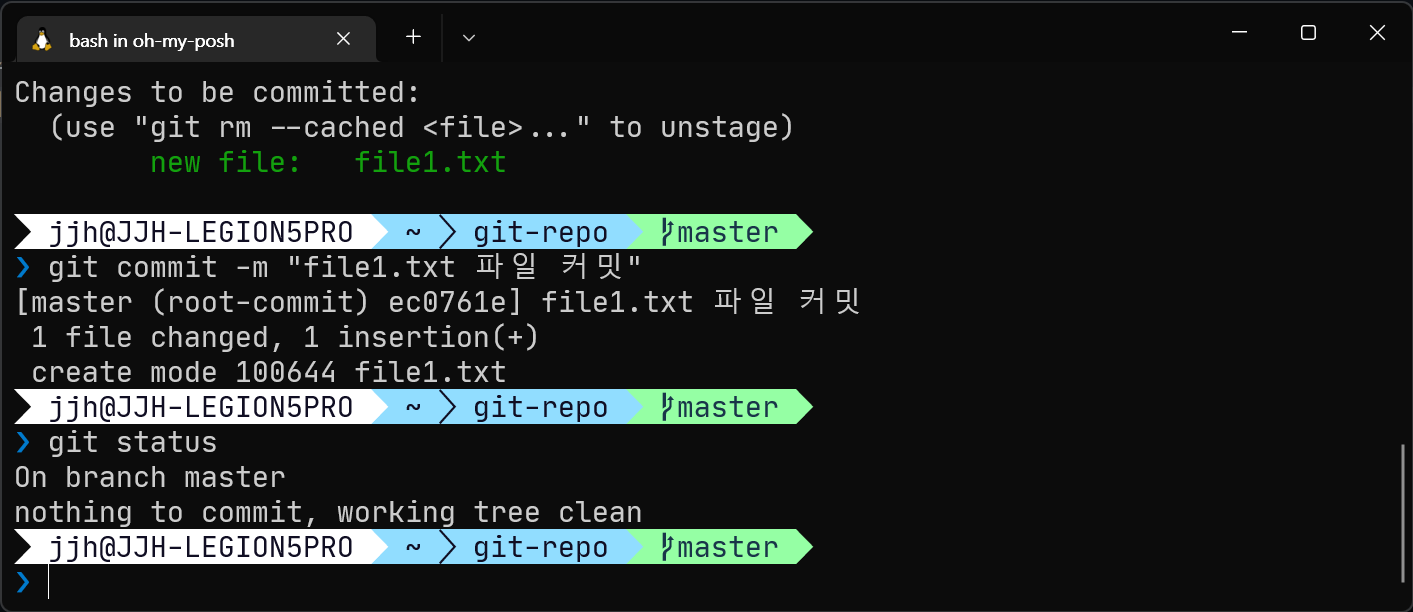 bash in oh-my-posh
Changes to be committed:
  (use "git rm --cached <file>..." to unstage)
        new file:   file1.txt
jjh@JJH-LEGION5PRO ~ git-repo master
❯ git commit -m "file1.txt 파일 커밋"
[master (root-commit) ec0761e] file1.txt 파일 커밋
 1 file changed, 1 insertion(+)
 create mode 100644 file1.txt
jjh@JJH-LEGION5PRO ~ git-repo master
❯ git status
On branch master
nothing to commit, working tree clean
jjh@JJH-LEGION5PRO ~ git-repo master
❯